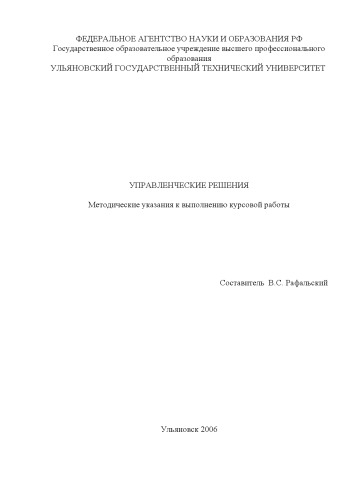 ФЕДЕРАЛЬНОЕ АГЕНТСТВО НАУКИ И ОБРАЗОВАНИЯ РФ
Государственное образовательное учреждение высшего профессионального
образования
УЛЬЯНОВСКИЙ ГОСУДАРСТВЕННЫЙ ТЕХНИЧЕСКИЙ УНИВЕРСИТЕТ
УПРАВЛЕНЧЕСКИЕ РЕШЕНИЯ
Методические указания к выполнению курсовой работы
Составитель В.С. Рафальский
Ульяновск 2006